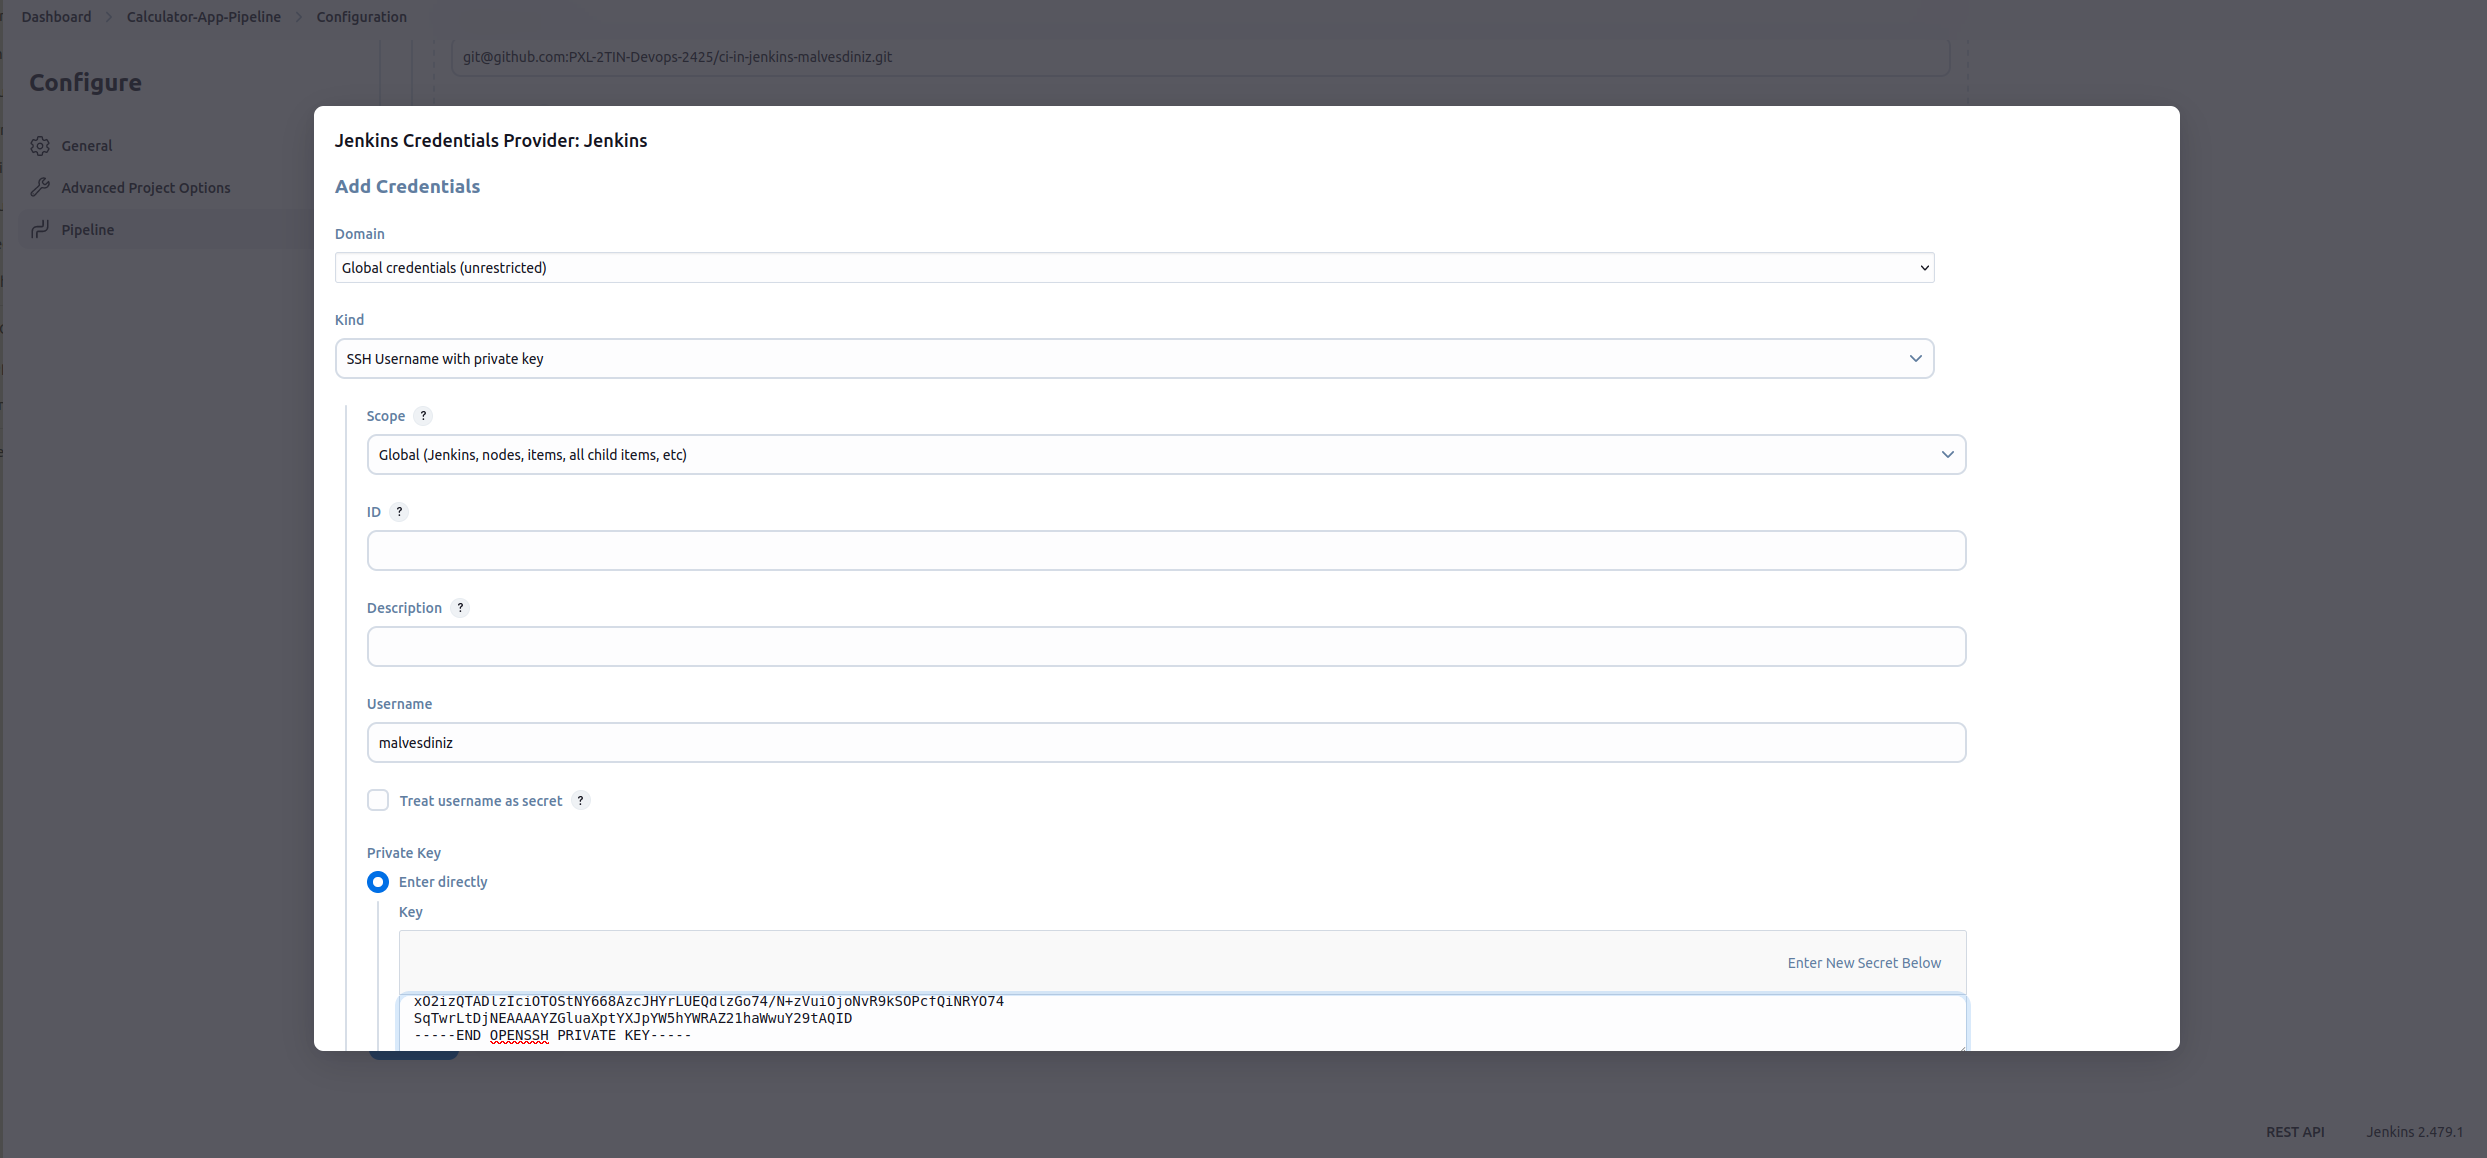 Dashboard > Calculator-App-Pipeline > Configuration
git@github.com:PXL-2TIN-Devops-2425/ci-in-jenkins-malvesdiniz.git
Configure
General
Advanced Project Options
Pipeline
Jenkins Credentials Provider: Jenkins
Add Credentials
Domain
Global credentials (unrestricted)
Kind
SSH Username with private key
Scope ?
Global (Jenkins, nodes, items, all child items, etc)
ID ?
Description ?
Username
malvesdiniz
Treat username as secret ?
Private Key
Enter directly
Key
Enter New Secret Below
-----END OPENSSH PRIVATE KEY-----
REST API
Jenkins 2.479.1